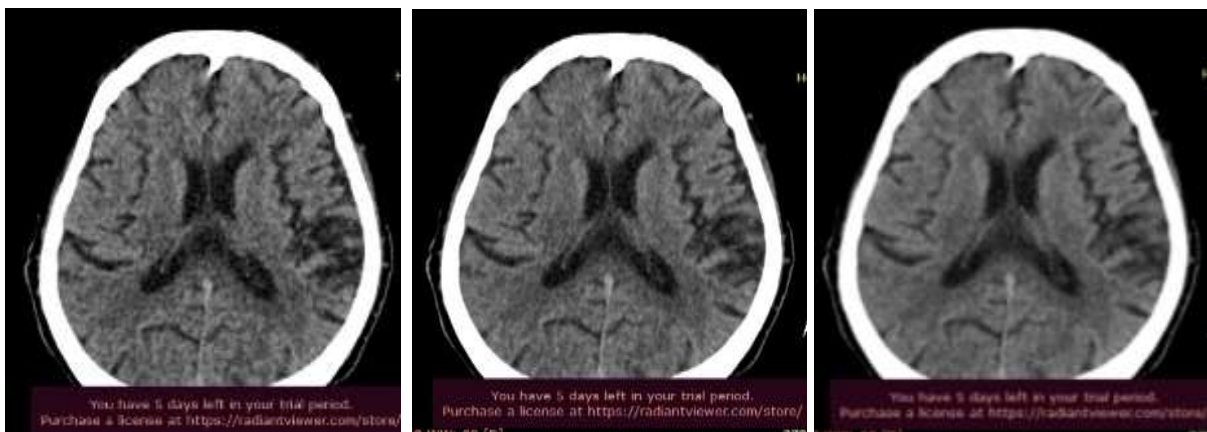 H
You have 5 days left in your trial period.
Purchase a license at https://radiantviewer.com/store/
You have 5 days left in your trial period.
Purchase a license at https://radiantviewer.com/store/
You have 5 days left in your trial period.
Purchase a license at https://radiantviewer.com/store/